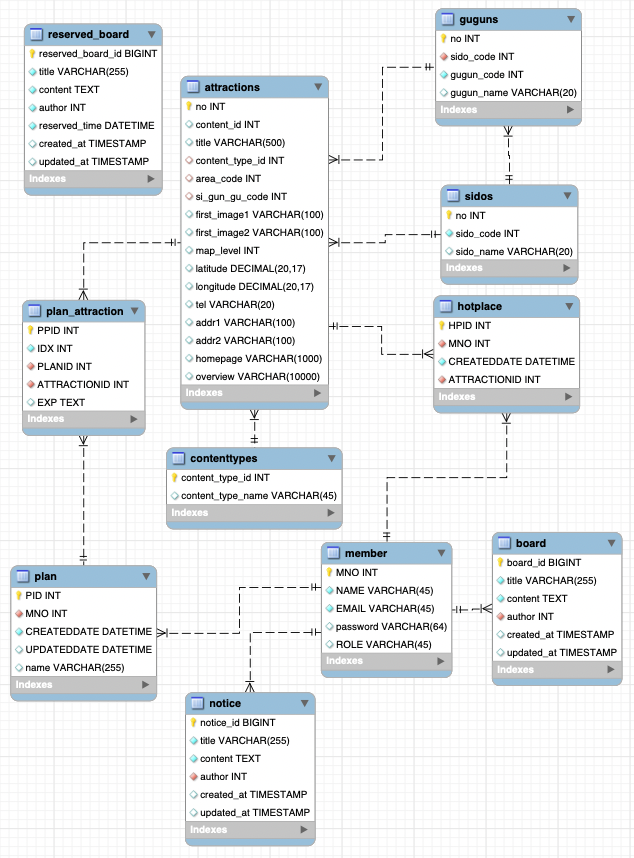 reserved_board
reserved_board_id BIGINT
title VARCHAR(255)
content TEXT
author INT
reserved_time DATETIME
created_at TIMESTAMP
updated_at TIMESTAMP
Indexes
attractions
no INT
content_id INT
title VARCHAR(500)
content_type_id INT
area_code INT
si_gun_gu_code INT
first_image1 VARCHAR(100)
first_image2 VARCHAR(100)
map_level INT
latitude DECIMAL(20,17)
longitude DECIMAL(20,17)
tel VARCHAR(20)
addr1 VARCHAR(100)
addr2 VARCHAR(100)
homepage VARCHAR(1000)
overview VARCHAR(10000)
Indexes
guguns
no INT
sido_code INT
gugun_code INT
gugun_name VARCHAR(20)
Indexes
sidos
no INT
sido_code INT
sido_name VARCHAR(20)
Indexes
plan_attraction
PPID INT
IDX INT
PLANID INT
ATTRACTIONID INT
EXP TEXT
Indexes
hotplace
HPID INT
MNO INT
CREATEDDATE DATETIME
ATTRACTIONID INT
Indexes
contenttypes
content_type_id INT
content_type_name VARCHAR(45)
Indexes
plan
PID INT
MNO INT
CREATEDDATE DATETIME
UPDATEDDATE DATETIME
name VARCHAR(255)
Indexes
member
MNO INT
NAME VARCHAR(45)
EMAIL VARCHAR(45)
password VARCHAR(64)
ROLE VARCHAR(45)
Indexes
board
board_id BIGINT
title VARCHAR(255)
content TEXT
author INT
created_at TIMESTAMP
updated_at TIMESTAMP
Indexes
notice
notice_id BIGINT
title VARCHAR(255)
content TEXT
author INT
created_at TIMESTAMP
updated_at TIMESTAMP
Indexes